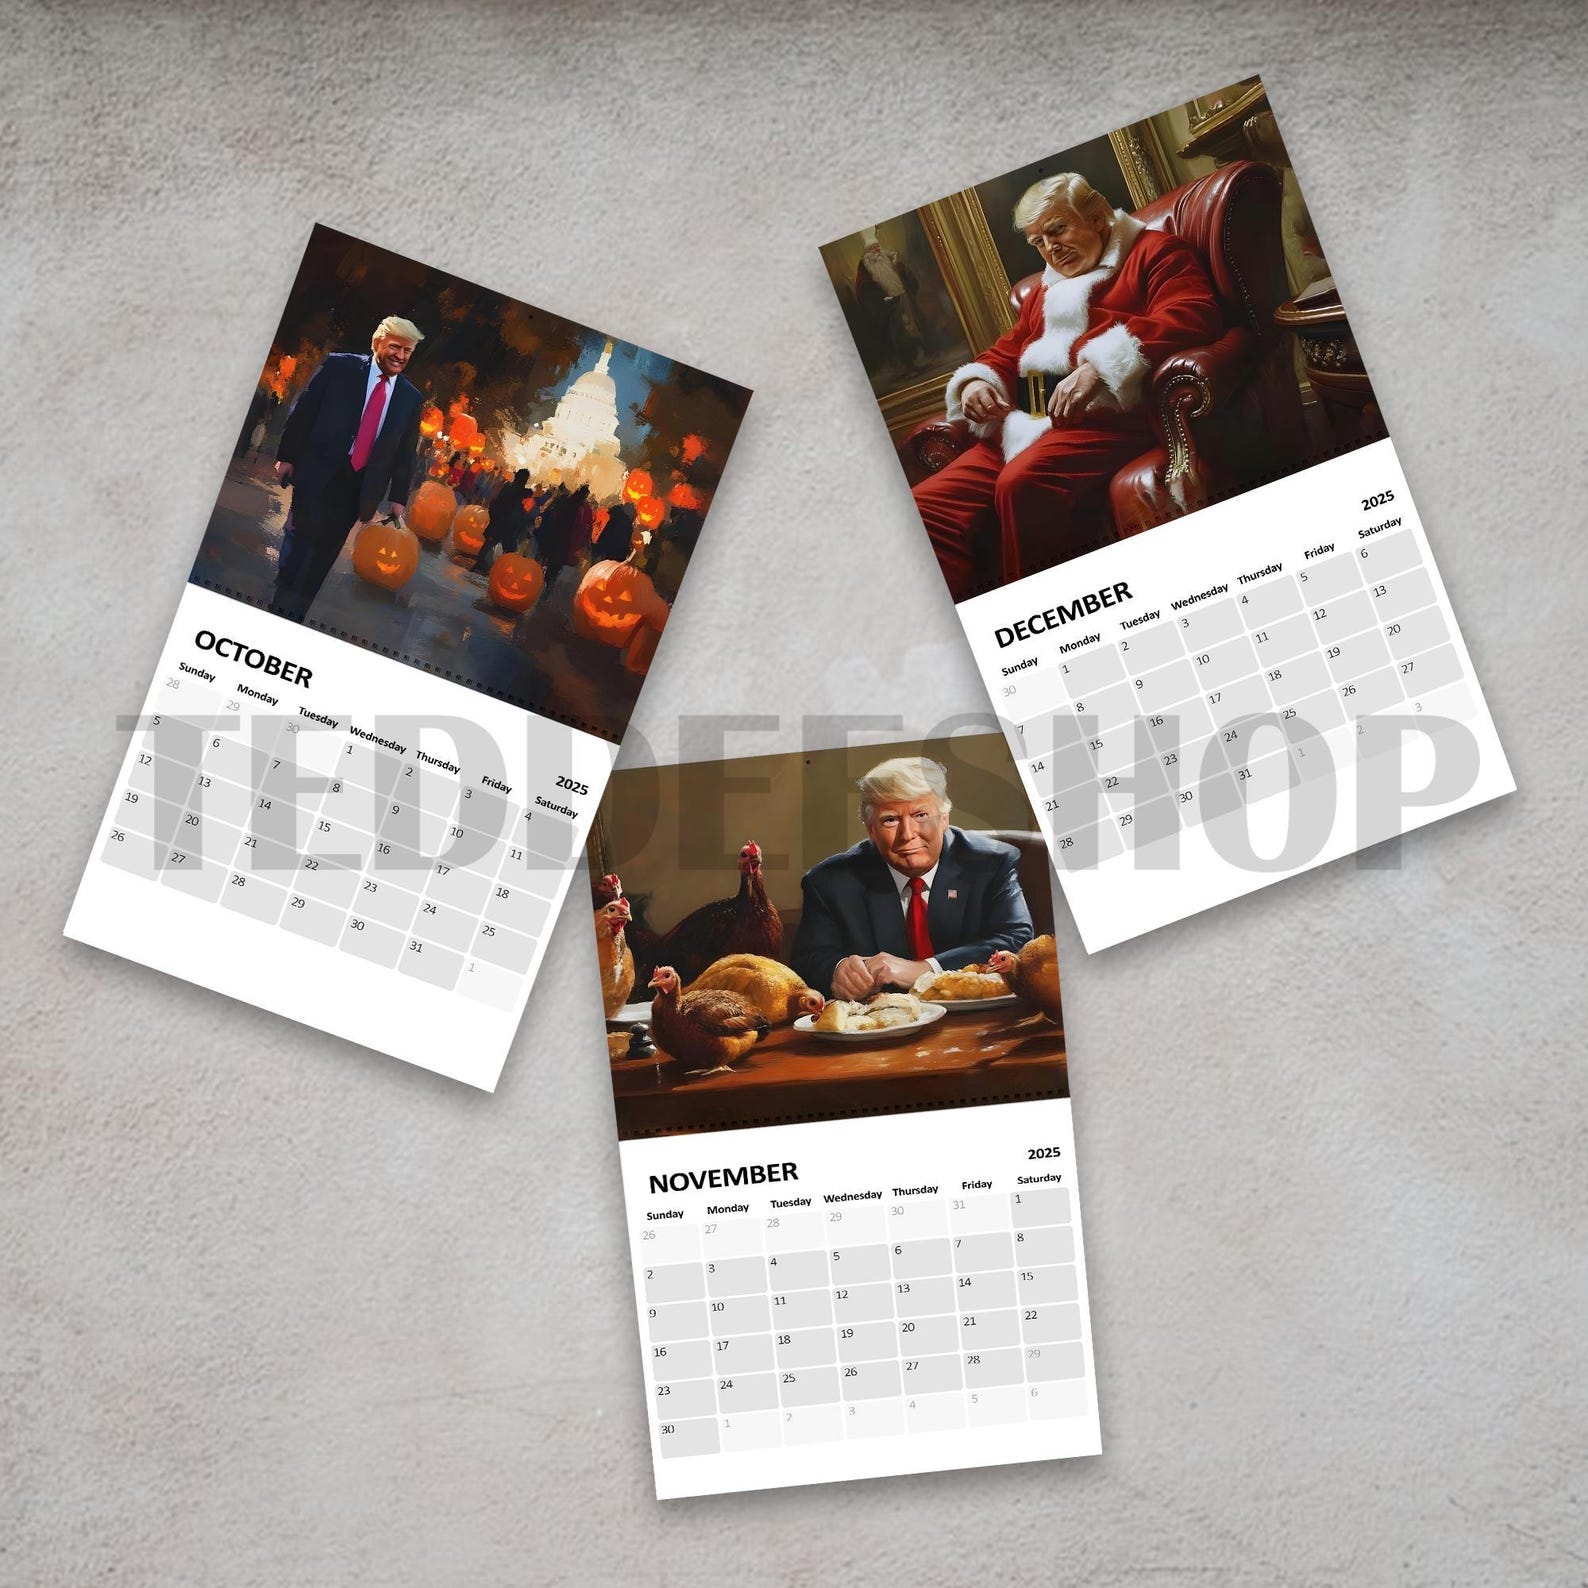 OCTOBER
2025
Sunday Monday Tuesday Wednesday Thursday Friday Saturday
28 29 30 1 2 3 4
5 6 7 8 9 10 11
12 13 14 15 16 17 18
19 20 21 22 23 24 25
26 27 28 29 30 31 1
DECEMBER
2025
Sunday Monday Tuesday Wednesday Thursday Friday Saturday
30 1 2 3 4 5 6
7 8 9 10 11 12 13
14 15 16 17 18 19 20
21 22 23 24 25 26 27
28 29 30 31 1 2 3
TEDDEESHOP
NOVEMBER
2025
Sunday Monday Tuesday Wednesday Thursday Friday Saturday
26 27 28 29 30 31 1
2 3 4 5 6 7 8
9 10 11 12 13 14 15
16 17 18 19 20 21 22
23 24 25 26 27 28 29
30 1 2 3 4 5 6